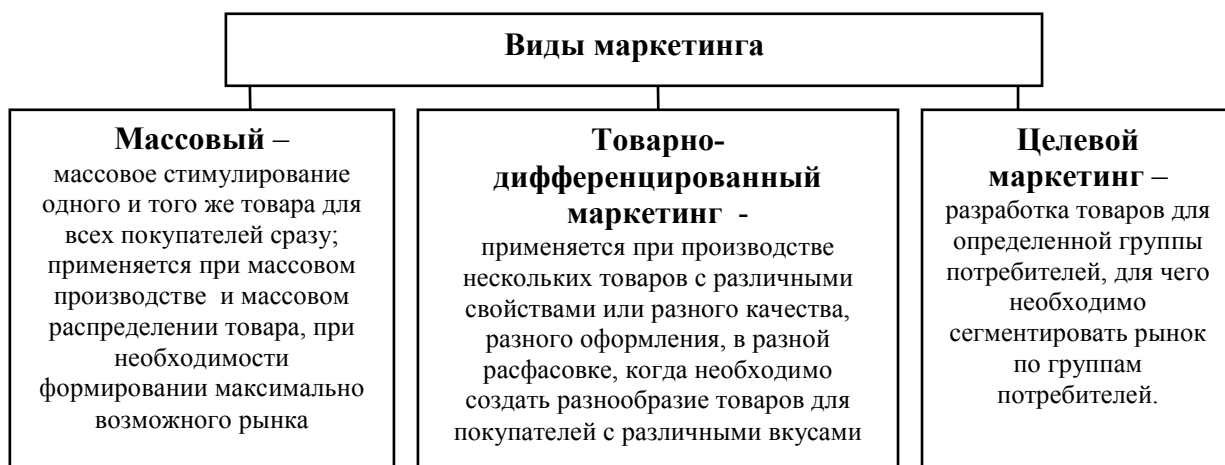 Виды маркетинга
Массовый –
массовое стимулирование
одного и того же товара для
всех покупателей сразу;
применяется при массовом
производстве и массовом
распределении товара, при
необходимости
формировании максимально
возможного рынка
Товарно-
дифференцированный
маркетинг -
применяется при производстве
нескольких товаров с различными
свойствами или разного качества,
разного оформления, в разной
расфасовке, когда необходимо
создать разнообразие товаров для
покупателей с различными вкусами
Целевой
маркетинг –
разработка товаров для
определенной группы
потребителей, для чего
необходимо
сегментировать рынок
по группам
потребителей.